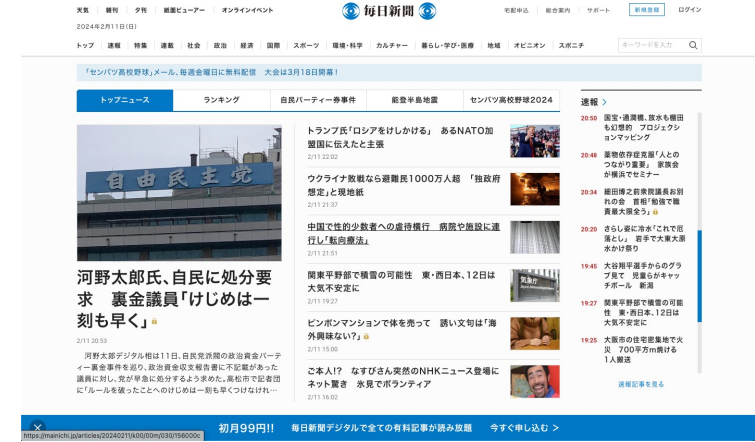 天気 朝刊 夕刊 紙面ビューアー オンラインイベント
毎日新聞
宅配申込 総合案内 サポート 新規登録 ログイン
2024年2月11日(日)
トップ 速報 特集 連載 社会 政治 経済 国際 スポーツ 環境・科学 カルチャー 暮らし・学び・医療 地域 オピニオン スポニチ
キーワードを入力
「センバツ高校野球」メール、毎週金曜日に無料配信 大会は3月18日開幕!
トップニュース ランキング 自民パーティー券事件 能登半島地震 センバツ高校野球2024
自由民主党
河野太郎氏、自民に処分要
求 裏金議員「けじめは一
刻も早く」
2/11 20:53
河野太郎デジタル相は11日、自民党派閥の政治資金パーテ
ィー裏金事件を巡り、政治資金収支報告書に不記載があった
議員に対し、党が早急に処分するよう求めた。高松市で記者団
に「ルールを破ったことへのけじめは一刻も早くつけなけれ…
トランプ氏「ロシアをけしかける」 あるNATO加
盟国に伝えたと主張
2/11 22:02
ウクライナ敗戦なら避難民1000万人超 「独政府
想定」と現地紙
2/11 21:37
中国で性的少数者への虐待横行 病院や施設に連
行し「転向療法」
2/11 21:51
関東平野部で積雪の可能性 東・西日本、12日は
大気不安定に
2/11 19:27
気象庁
ピンポンマンションで体を売って 誘い文句は「海
外興味ない?」
2/11 15:00
ご本人!? なすびさん突然のNHKニュース登場に
ネット驚き 氷見でボランティア
2/11 16:02
速報 >
20:50 国宝・通潤橋、放水も棚田
も幻想的 プロジェクシ
ョンマッピング
20:48 薬物依存症克服「人との
つながり重要」 家族会
が横浜でセミナー
20:34 細田博之前衆院議長お別
れの会 首相「勉強で職
責最大限全う」
20:20 さらし姿に冷水「これで厄
落とし」 岩手で大東大原
水かけ祭り
19:45 大谷翔平選手からのグラ
ブ見て 児童らがキャッ
チボール 新潟
19:27 関東平野部で積雪の可能
性 東・西日本、12日は
大気不安定に
19:25 大阪市の住宅密集地で火
災 700平方m焼ける
1人搬送
速報記事を見る
初月99円!! 毎日新聞デジタルで全ての有料記事が読み放題 今すぐ申し込む >
https://mainichi.jp/articles/20240211/k00/00m/030/156000c